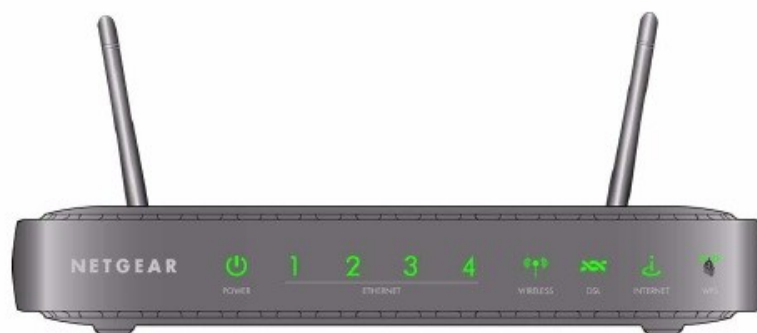 NETGEAR
1 2 3 4
POWER ETHERNET WIRELESS DSL INTERNET WPS